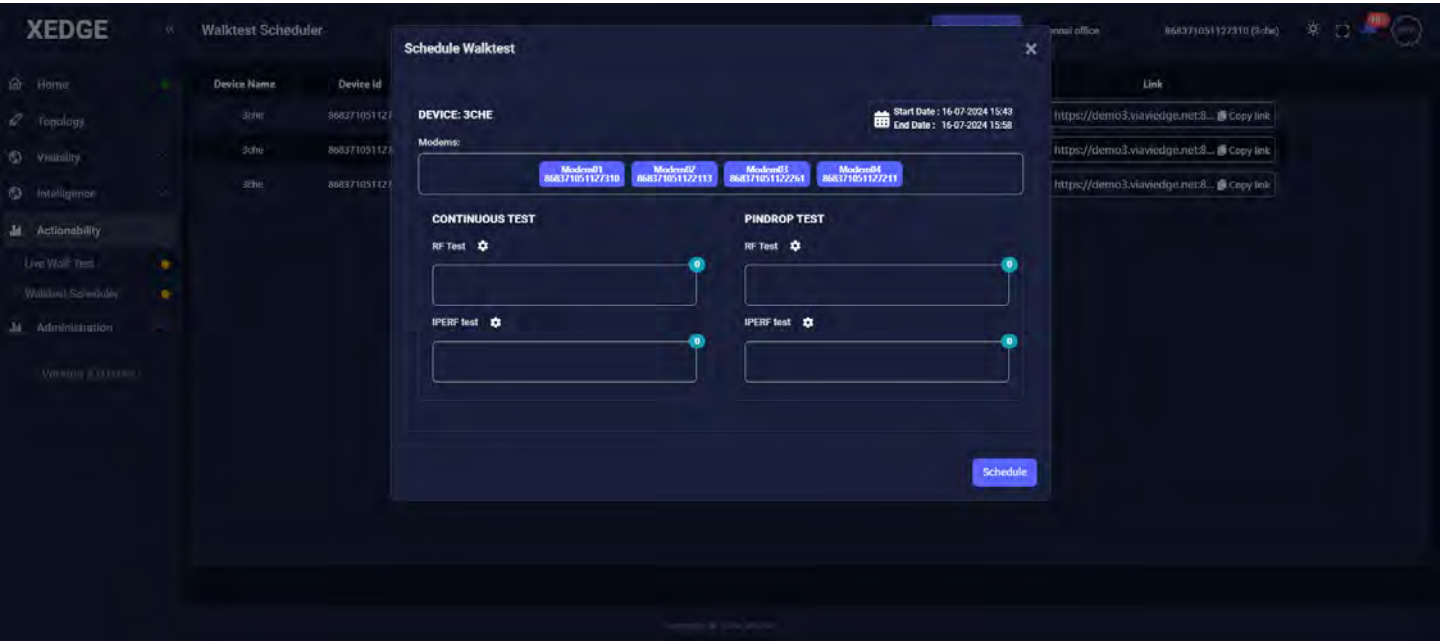 XEDGE
Walktest Scheduler
868371051127310 (3che)
Schedule Walktest
Home
Topology
Visibility
Intelligence
Actionability
Live Walk Test
Walktest Scheduler
Administration
Device Name
Device Id
Link
3che
868371051127
https://demo3.viaviedge.net:8... Copy link
3che
https://demo3.viaviedge.net:8... Copy link
3che
https://demo3.viaviedge.net:8... Copy link
DEVICE: 3CHE
Start Date : 16-07-2024 15:43
End Date : 16-07-2024 15:58
Modems:
Modem01
868371051127310
Modem02
868371051122113
Modem03
868371051122261
Modem04
868371051127211
CONTINUOUS TEST
PINDROP TEST
RF Test
0
RF Test
0
IPERF test
0
IPERF test
0
Schedule